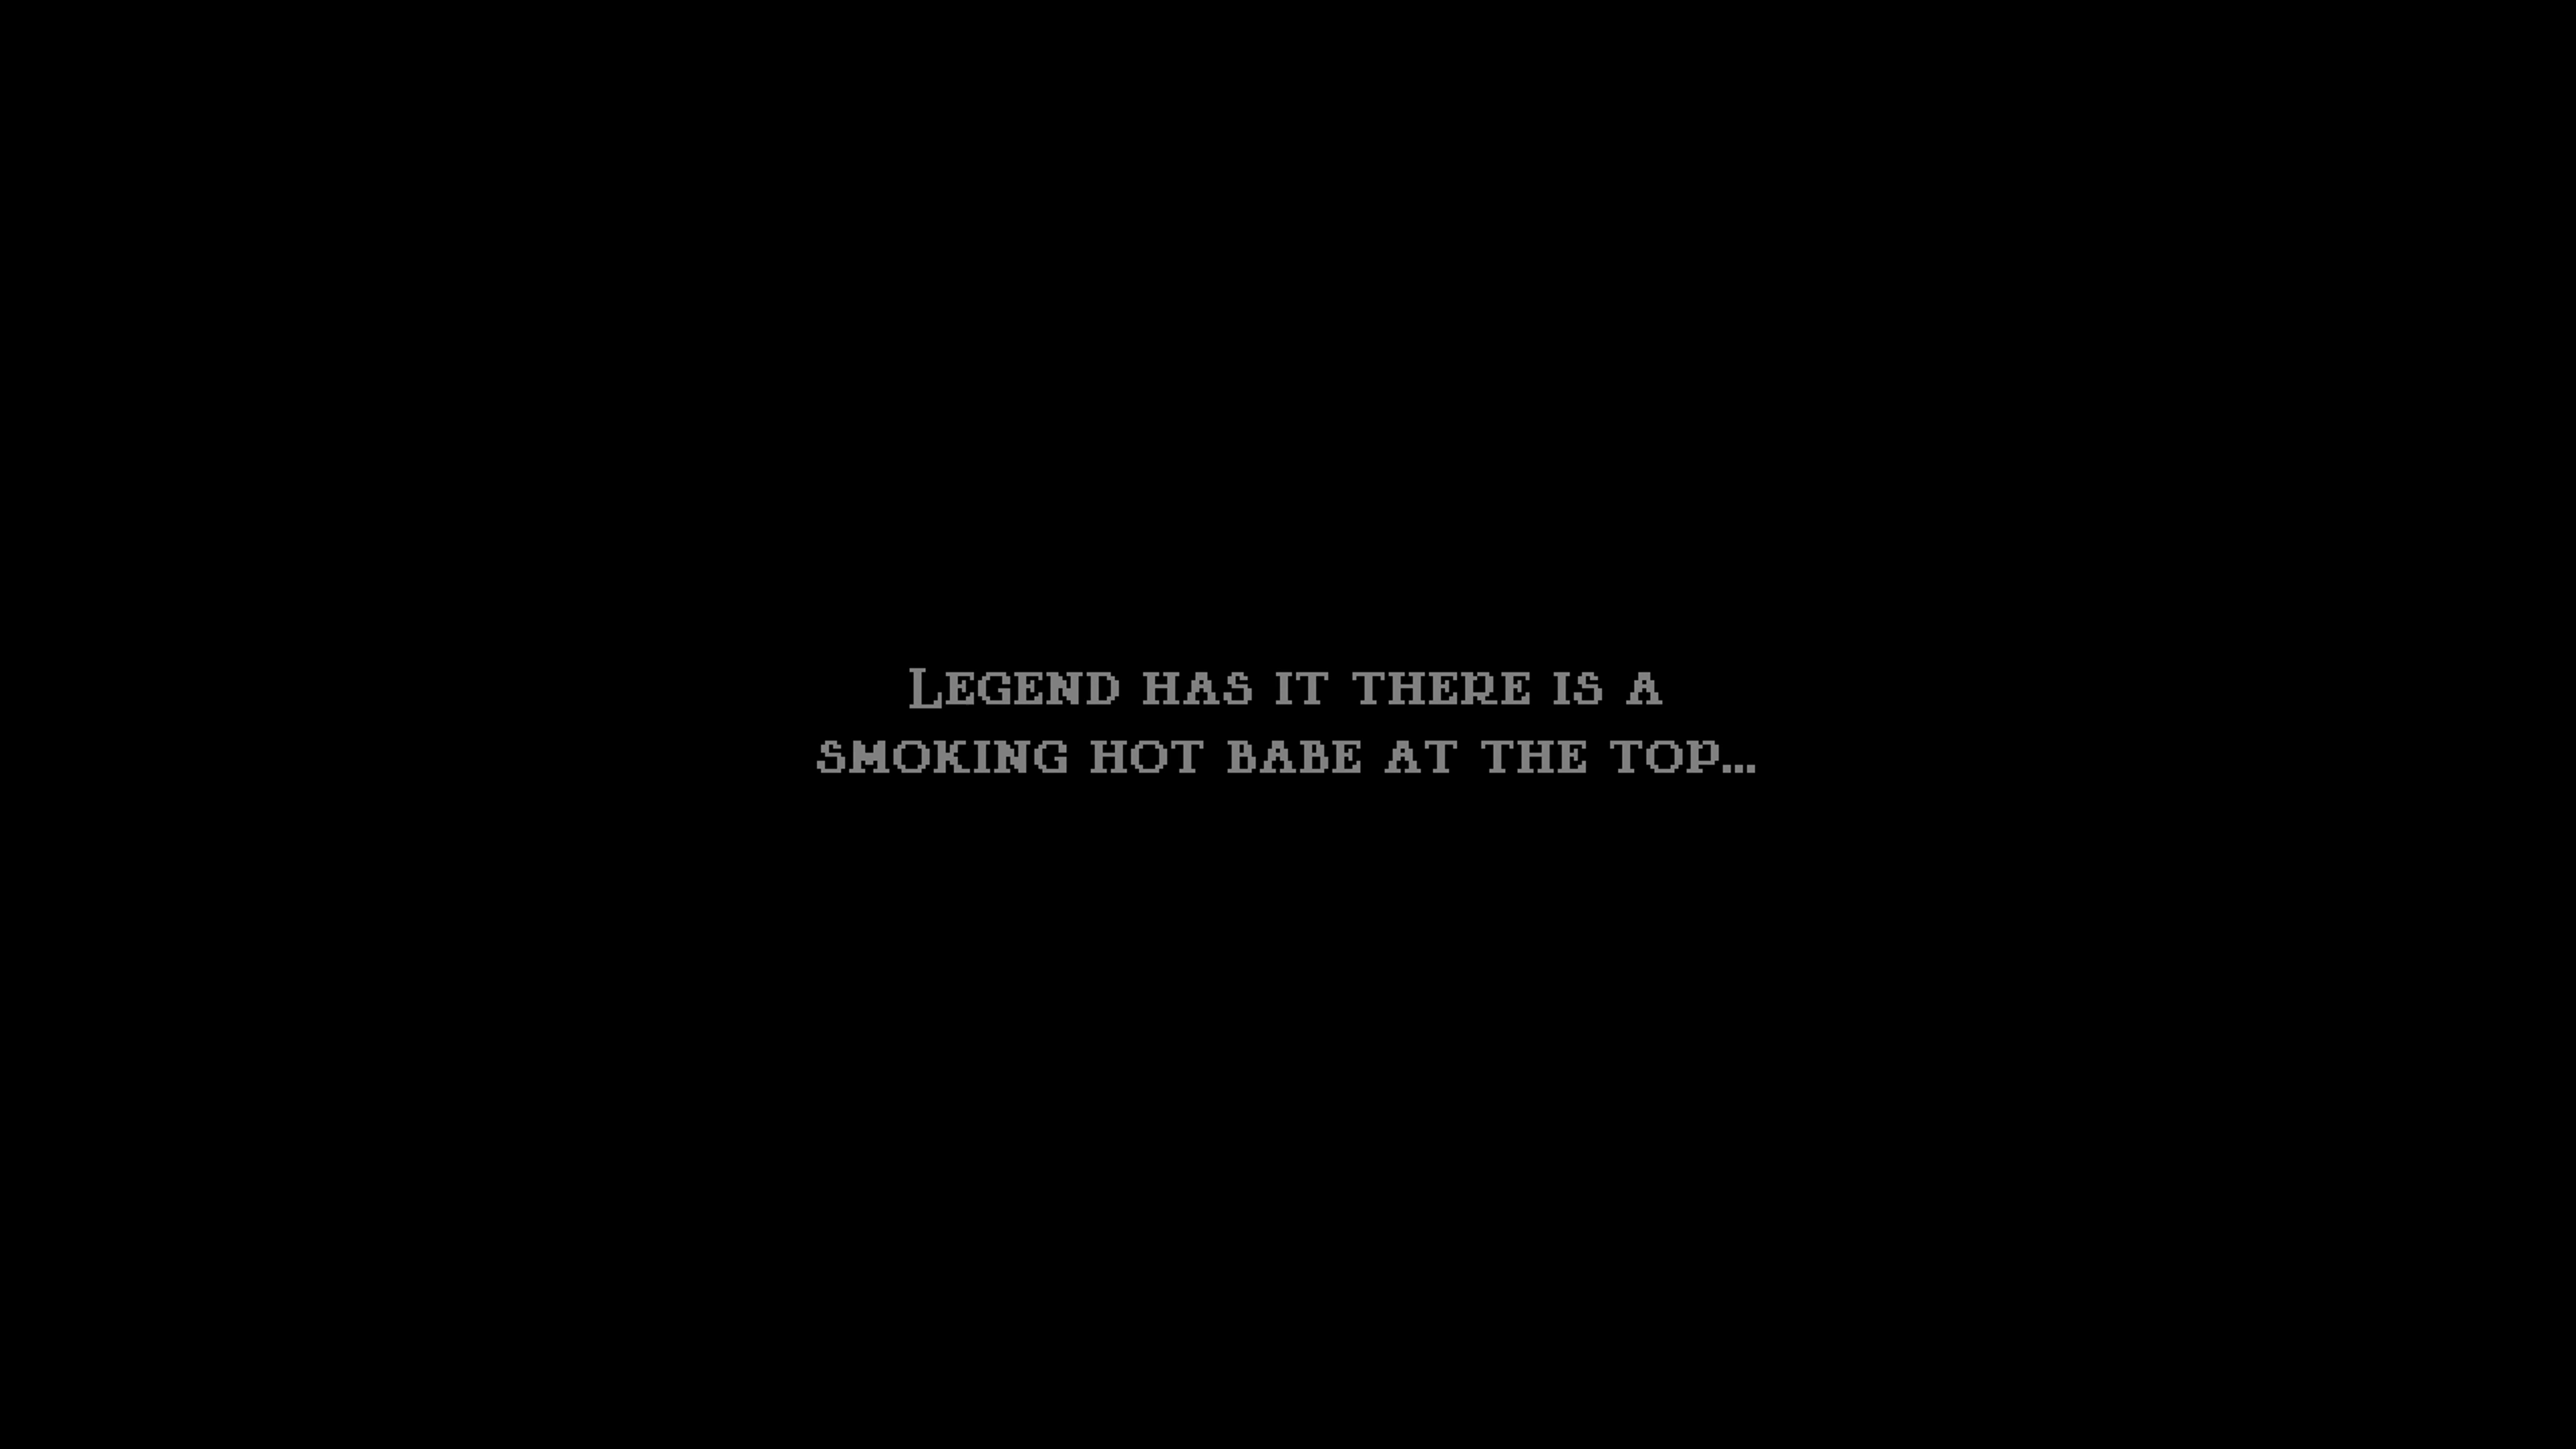 Legend has it there is a
smoking hot babe at the top...